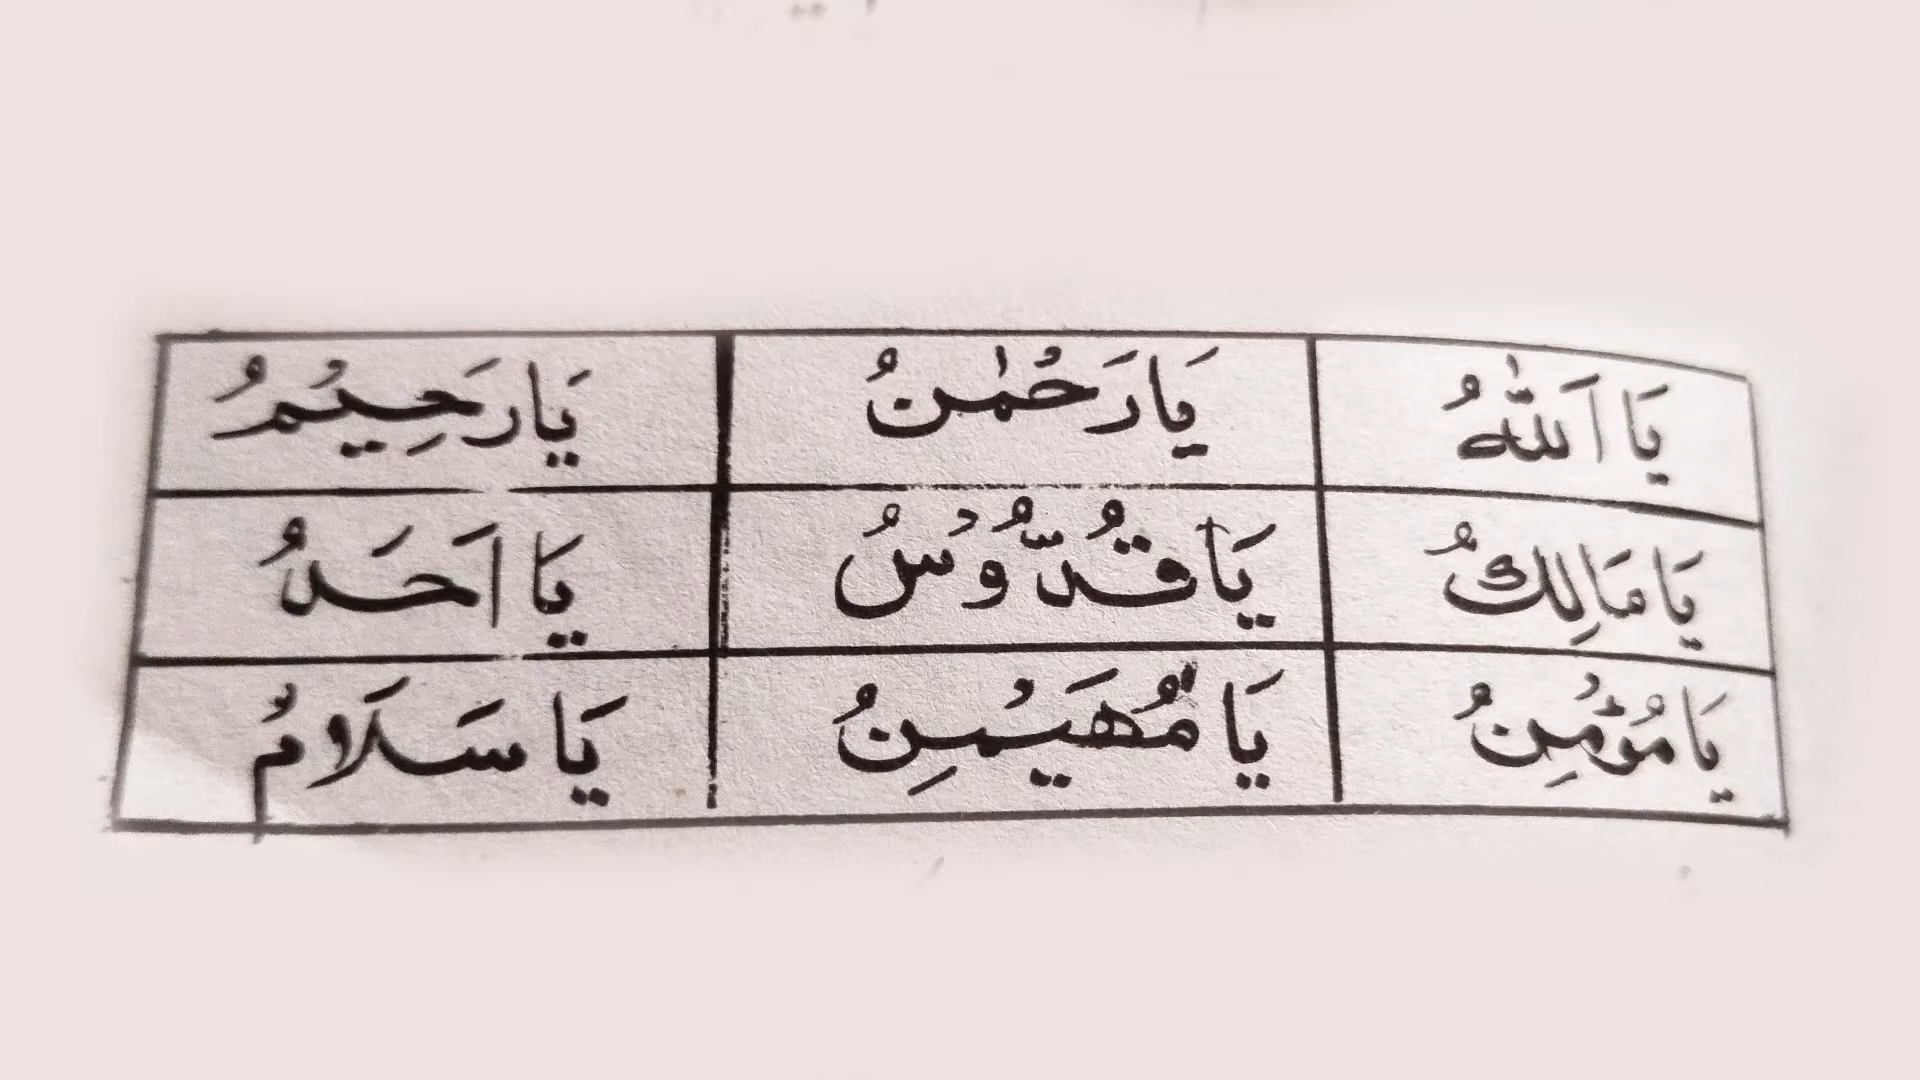 یَا اَللّٰهُ یَا رَحْمٰنُ یَا رَحِیْمُ
یَا مَالِكُ یَا قُدُّوْسُ یَا اَحَدُ
یَا مُؤْمِنُ یَا مُهَیْمِنُ یَا سَلَامُ